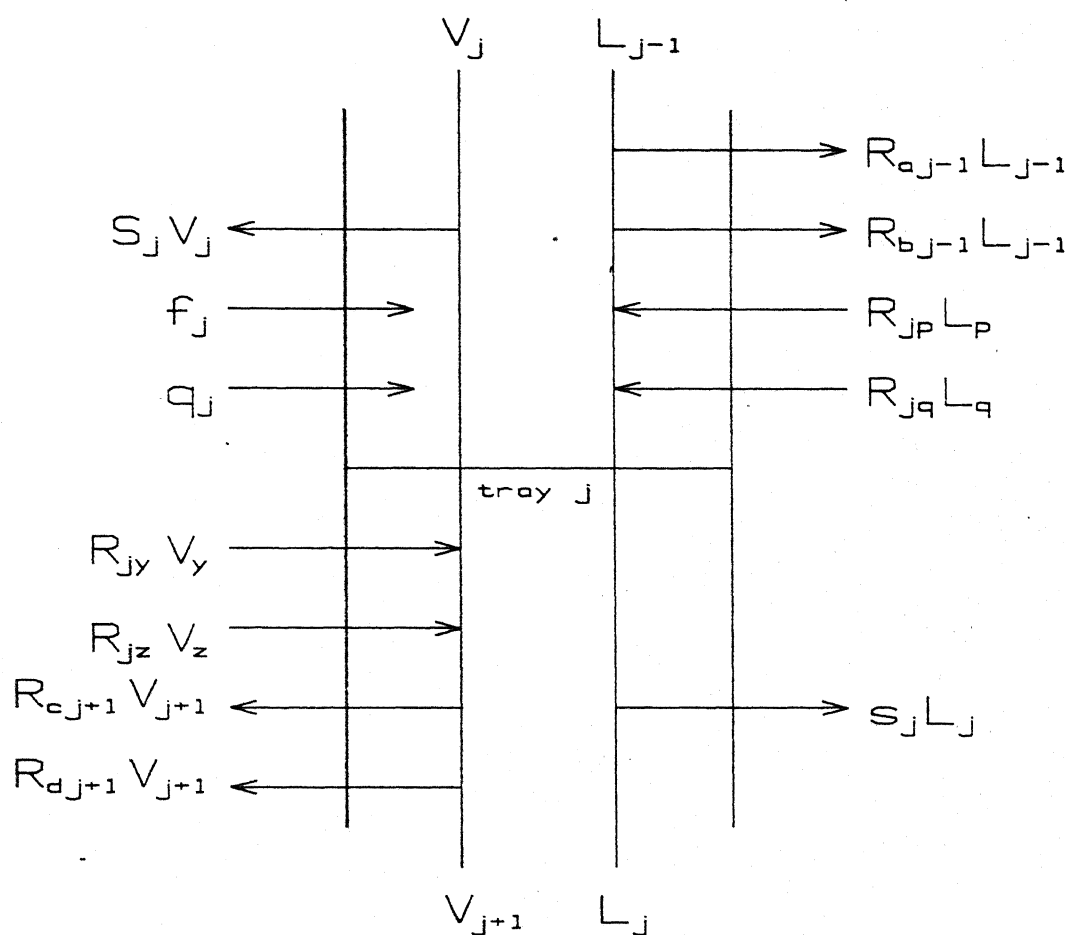 V_j L_{j-1}
R_{aj-1} L_{j-1}
S_j V_j R_{bj-1} L_{j-1}
f_j R_{jp} L_p
q_j R_{jq} L_q
tray j
R_{jy} V_y
R_{jz} V_z
R_{cj+1} V_{j+1} s_j L_j
R_{dj+1} V_{j+1}
V_{j+1} L_j